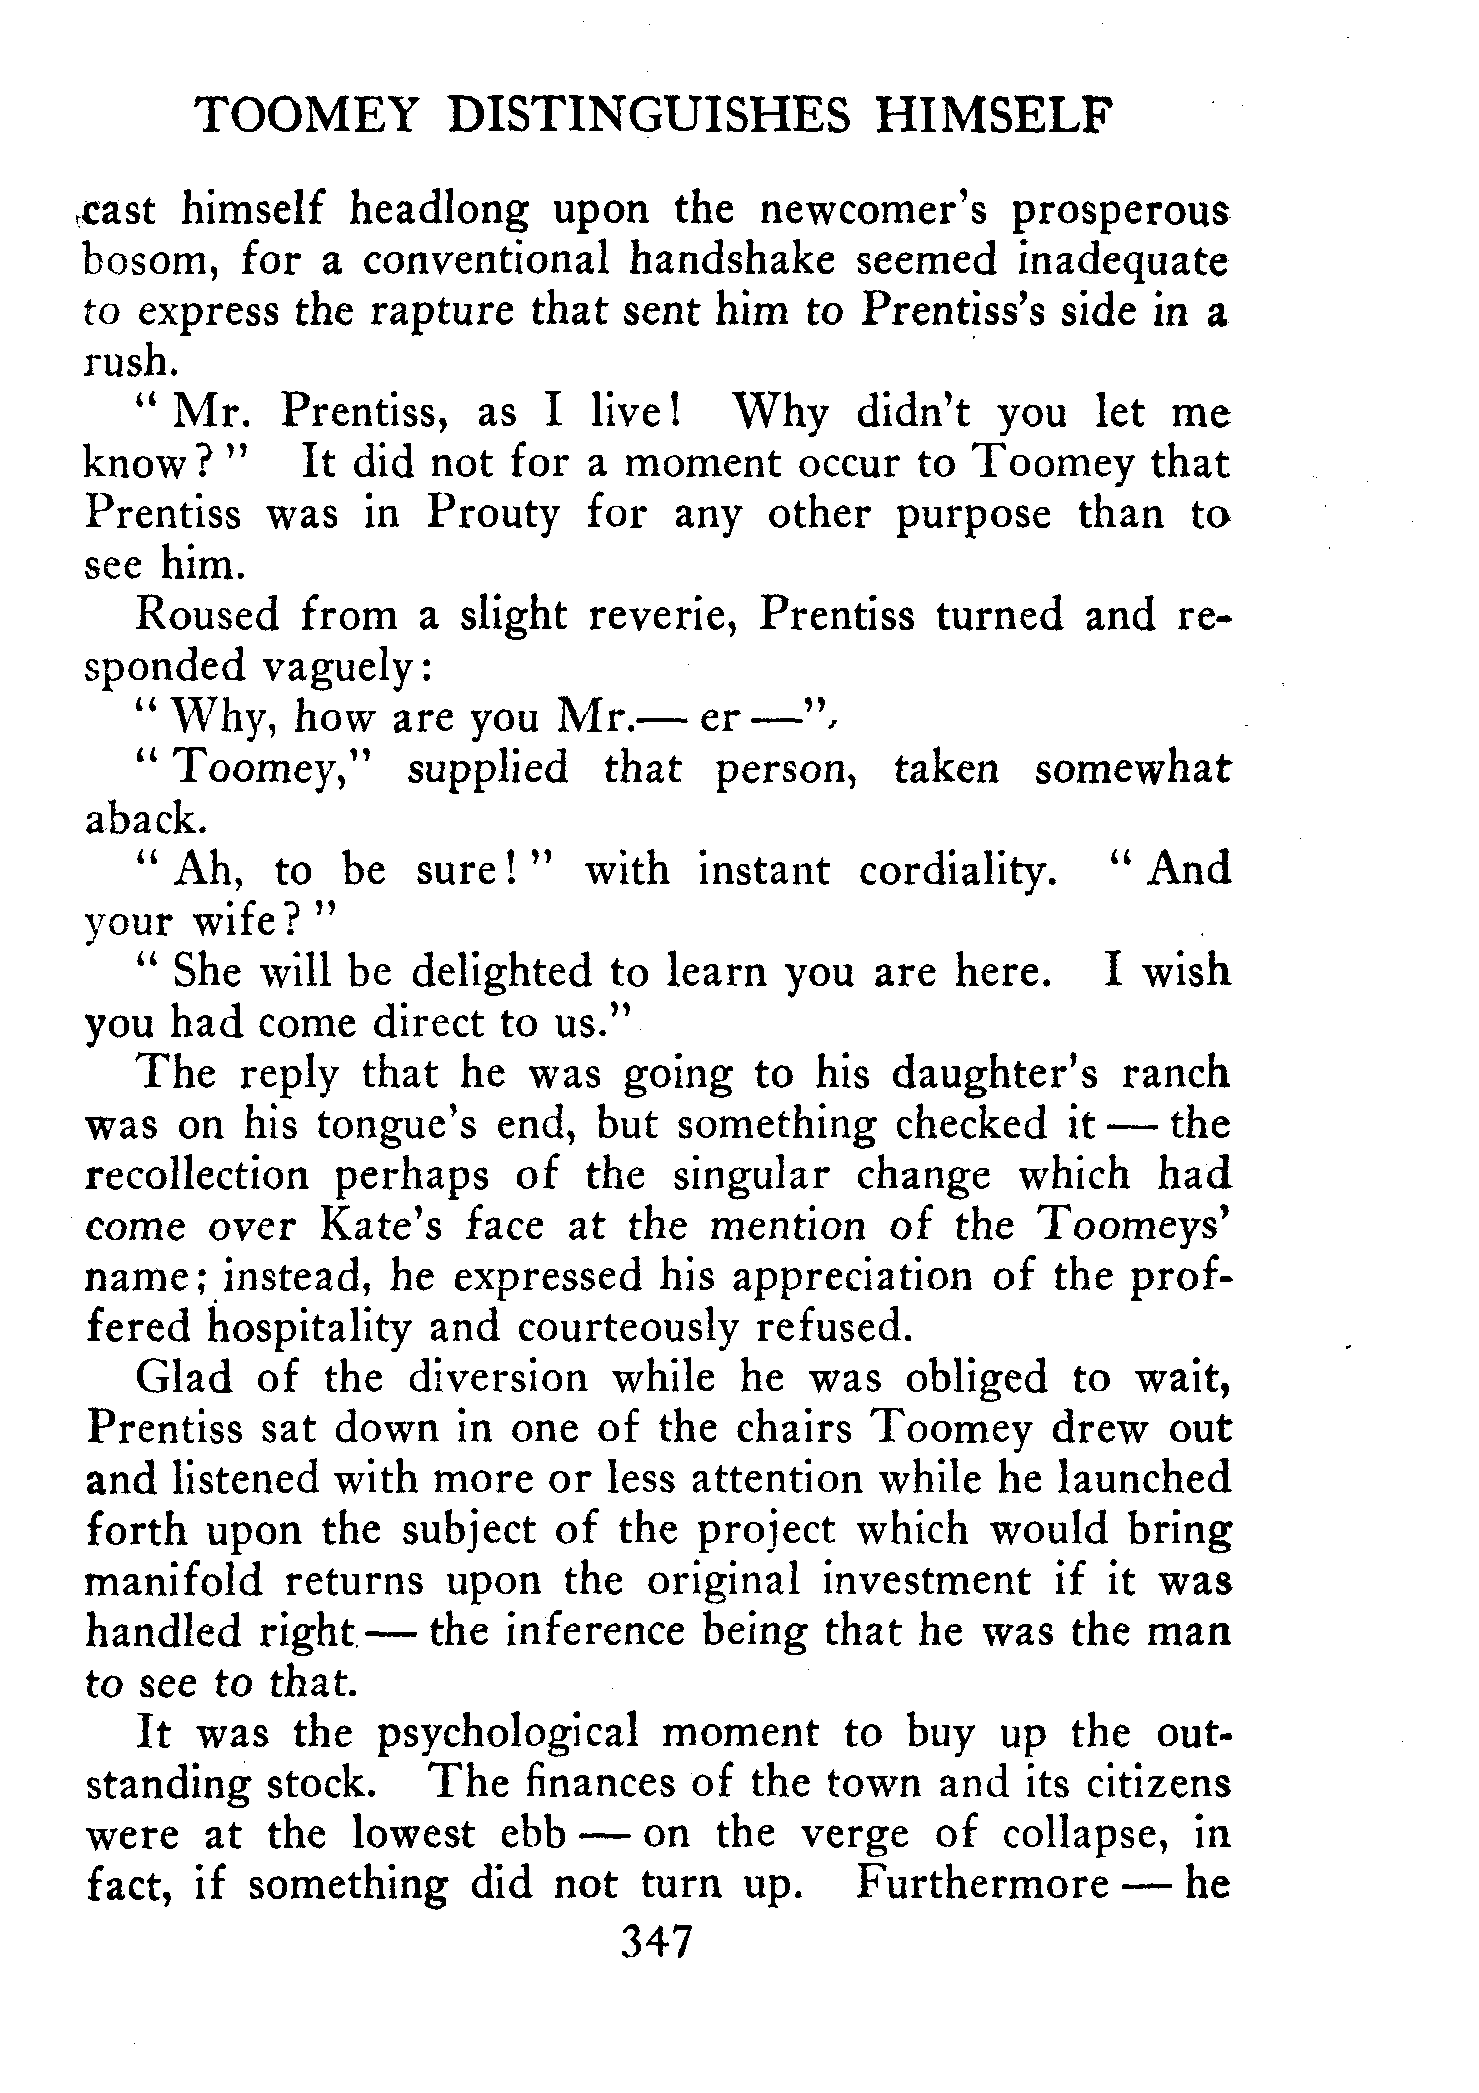 TOOMEY DISTINGUISHES HIMSELF
cast himself headlong upon the newcomer's prosperous
bosom, for a conventional handshake seemed inadequate
to express the rapture that sent him to Prentiss's side in a
rush.
" Mr. Prentiss, as I live! Why didn't you let me
know? " It did not for a moment occur to Toomey that
Prentiss was in Prouty for any other purpose than to
see him.
Roused from a slight reverie, Prentiss turned and re-
sponded vaguely:
" Why, how are you Mr.— er —"
" Toomey," supplied that person, taken somewhat
aback.
" Ah, to be sure! " with instant cordiality. " And
your wife? "
" She will be delighted to learn you are here. I wish
you had come direct to us."
The reply that he was going to his daughter's ranch
was on his tongue's end, but something checked it — the
recollection perhaps of the singular change which had
come over Kate's face at the mention of the Toomeys'
name; instead, he expressed his appreciation of the prof-
fered hospitality and courteously refused.
Glad of the diversion while he was obliged to wait,
Prentiss sat down in one of the chairs Toomey drew out
and listened with more or less attention while he launched
forth upon the subject of the project which would bring
manifold returns upon the original investment if it was
handled right — the inference being that he was the man
to see to that.
It was the psychological moment to buy up the out-
standing stock. The finances of the town and its citizens
were at the lowest ebb — on the verge of collapse, in
fact, if something did not turn up. Furthermore — he
347